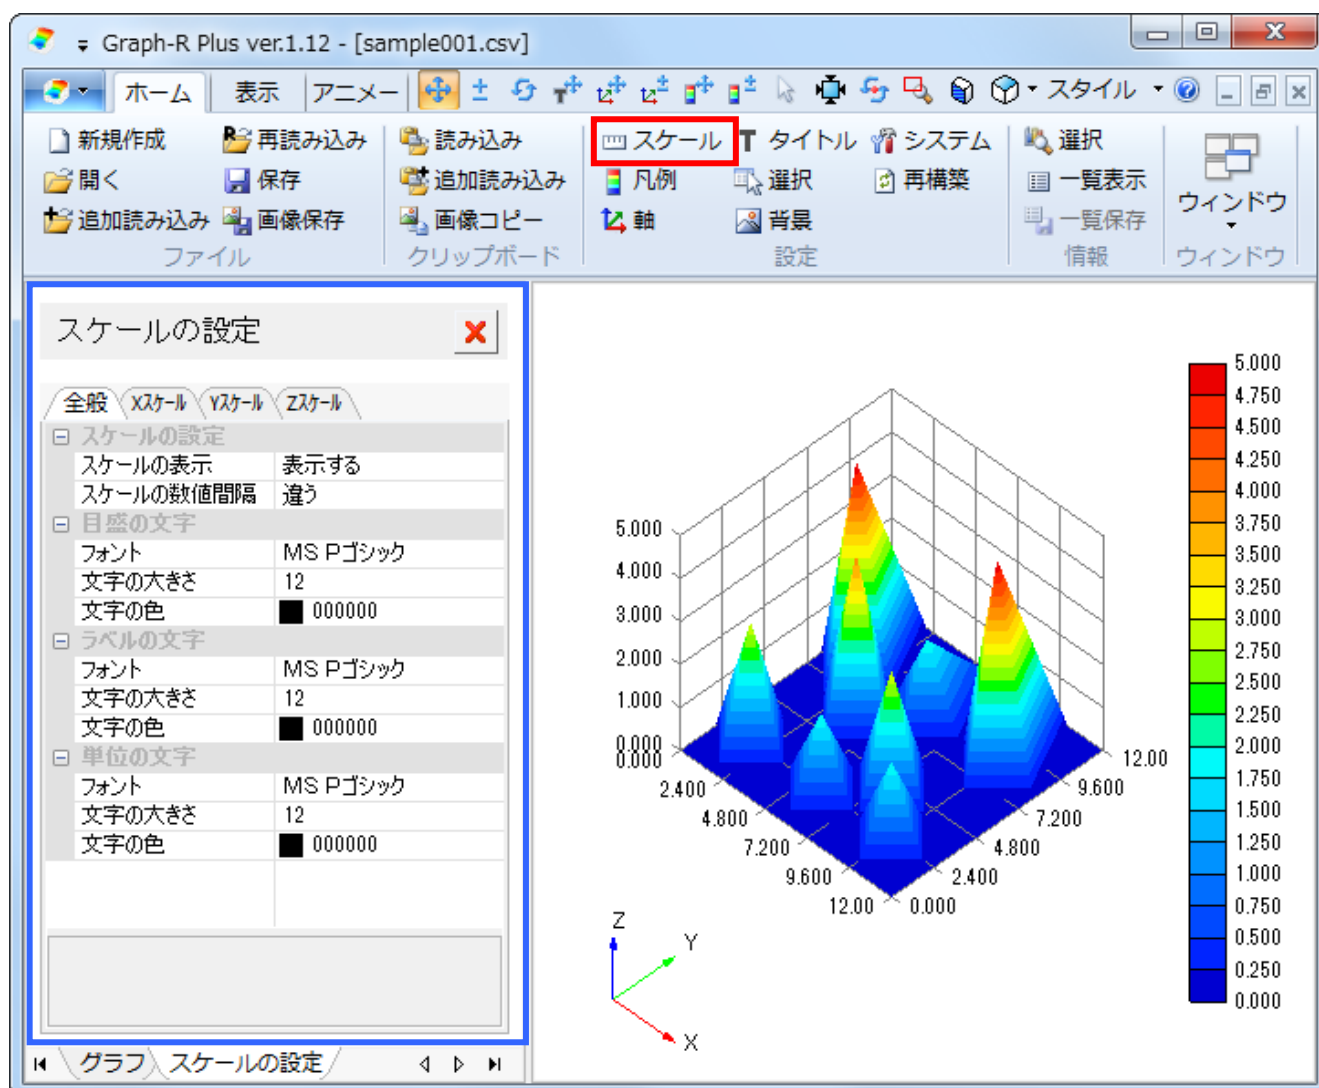 Graph-R Plus ver.1.12 - [sample001.csv]
ホーム 表示 アニメー スタイル
新規作成 再読み込み 読み込み スケール タイトル システム 選択
開く 保存 追加読み込み 凡例 選択 再構築 一覧表示
追加読み込み 画像保存 画像コピー 軸 背景 一覧保存 ウィンドウ
ファイル クリップボード 設定 情報 ウィンドウ
スケールの設定
全般 Xスケール Yスケール Zスケール
スケールの設定
スケールの表示 表示する
スケールの数値間隔 違う
目盛の文字
フォント MS Pゴシック
文字の大きさ 12
文字の色 000000
ラベルの文字
フォント MS Pゴシック
文字の大きさ 12
文字の色 000000
単位の文字
フォント MS Pゴシック
文字の大きさ 12
文字の色 000000
グラフ スケールの設定
5.000
4.000
3.000
2.000
1.000
0.000
0.000
2.400
4.800
7.200
9.600
12.00
0.000
2.400
4.800
7.200
9.600
12.00
Z
Y
X
5.000
4.750
4.500
4.250
4.000
3.750
3.500
3.250
3.000
2.750
2.500
2.250
2.000
1.750
1.500
1.250
1.000
0.750
0.500
0.250
0.000